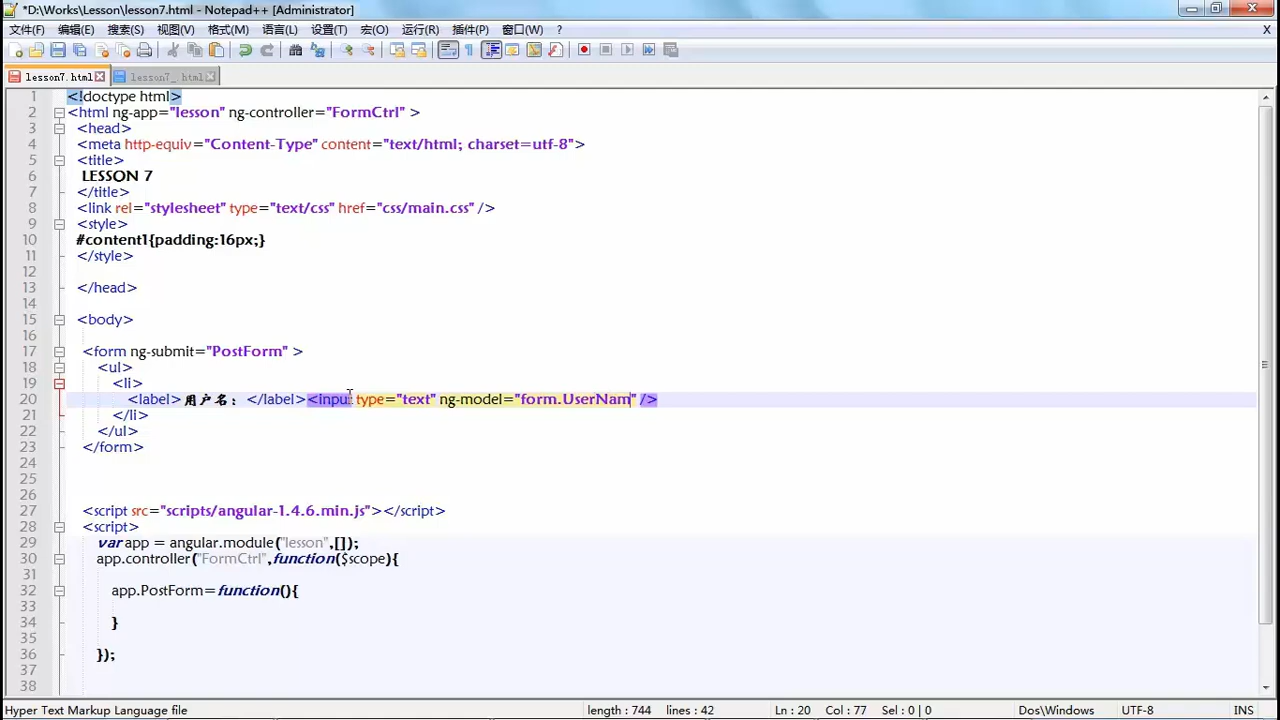 *D:\Works\Lesson\lesson7.html - Notepad++ [Administrator]
文件(F) 编辑(E) 搜索(S) 视图(V) 格式(M) 语言(L) 设置(T) 宏(O) 运行(R) 插件(P) 窗口(W) ? X
lesson7.html lesson7_.html
1 <!doctype html>
2 <html ng-app="lesson" ng-controller="FormCtrl" >
3 <head>
4 <meta http-equiv="Content-Type" content="text/html; charset=utf-8">
5 <title>
6 LESSON 7
7 </title>
8 <link rel="stylesheet" type="text/css" href="css/main.css" />
9 <style>
10 #content1{padding:16px;}
11 </style>
12
13 </head>
14
15 <body>
16
17 <form ng-submit="PostForm" >
18 <ul>
19 <li>
20 <label>用户名：</label><input type="text" ng-model="form.UserNam" />
21 </li>
22 </ul>
23 </form>
24
25
26
27 <script src="scripts/angular-1.4.6.min.js"></script>
28 <script>
29 var app = angular.module("lesson",[]);
30 app.controller("FormCtrl",function($scope){
31
32 app.PostForm=function(){
33
34 }
35
36 });
37
38
Hyper Text Markup Language file length : 744 lines : 42 Ln : 20 Col : 77 Sel : 0 | 0 Dos\Windows UTF-8 INS